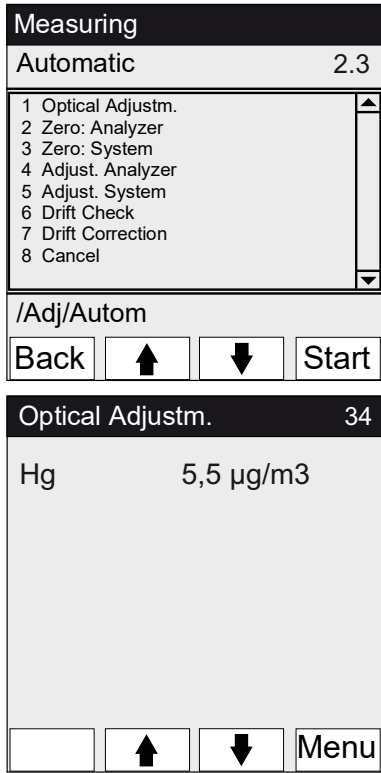 Measuring
Automatic 2.3
1 Optical Adjustm.
2 Zero: Analyzer
3 Zero: System
4 Adjust. Analyzer
5 Adjust. System
6 Drift Check
7 Drift Correction
8 Cancel
/Adj/Autom
Back Start
Optical Adjustm. 34
Hg 5,5 µg/m3
Menu